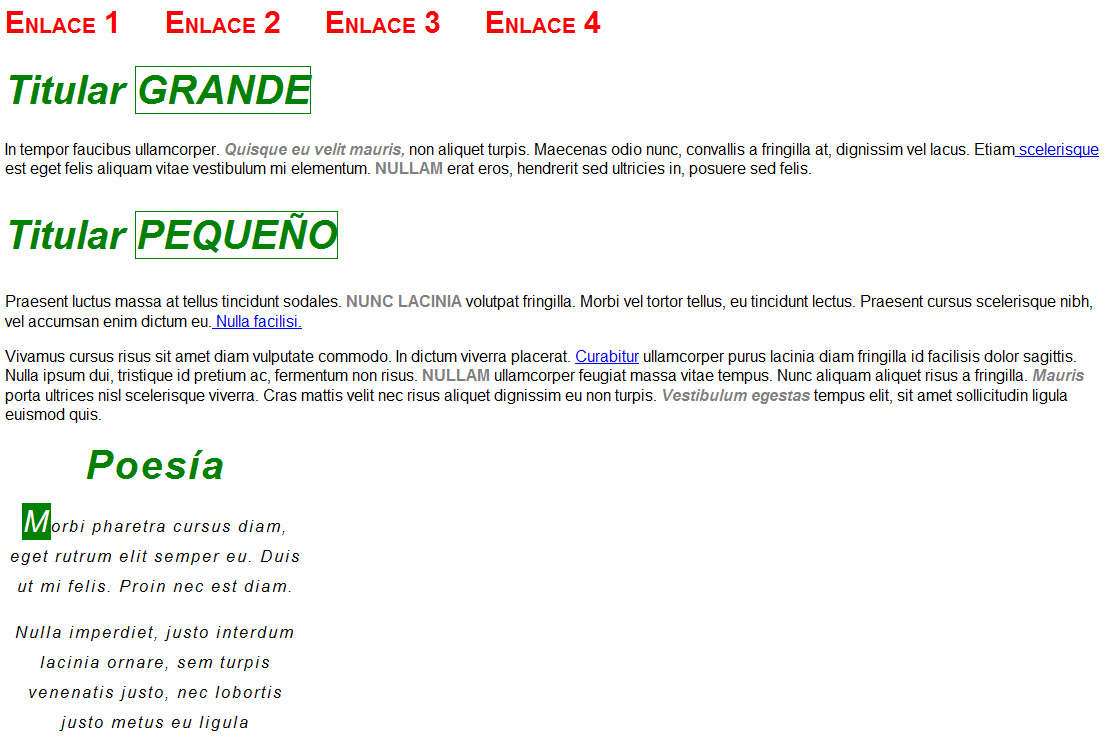 Enlace 1 Enlace 2 Enlace 3 Enlace 4
Titular GRANDE
In tempor faucibus ullamcorper. Quisque eu velit mauris, non aliquet turpis. Maecenas odio nunc, convallis a fringilla at, dignissim vel lacus. Etiam scelerisque
est eget felis aliquam vitae vestibulum mi elementum. NULLAM erat eros, hendrerit sed ultricies in, posuere sed felis.
Titular PEQUEÑO
Praesent luctus massa at tellus tincidunt sodales. NUNC LACINIA volutpat fringilla. Morbi vel tortor tellus, eu tincidunt lectus. Praesent cursus scelerisque nibh,
vel accumsan enim dictum eu. Nulla facilisi.
Vivamus cursus risus sit amet diam vulputate commodo. In dictum viverra placerat. Curabitur ullamcorper purus lacinia diam fringilla id facilisis dolor sagittis.
Nulla ipsum dui, tristique id pretium ac, fermentum non risus. NULLAM ullamcorper feugiat massa vitae tempus. Nunc aliquam aliquet risus a fringilla. Mauris
porta ultrices nisl scelerisque viverra. Cras mattis velit nec risus aliquet dignissim eu non turpis. Vestibulum egestas tempus elit, sit amet sollicitudin ligula
euismod quis.
Poesía
Morbi pharetra cursus diam,
eget rutrum elit semper eu. Duis
ut mi felis. Proin nec est diam.
Nulla imperdiet, justo interdum
lacinia ornare, sem turpis
venenatis justo, nec lobortis
justo metus eu ligula